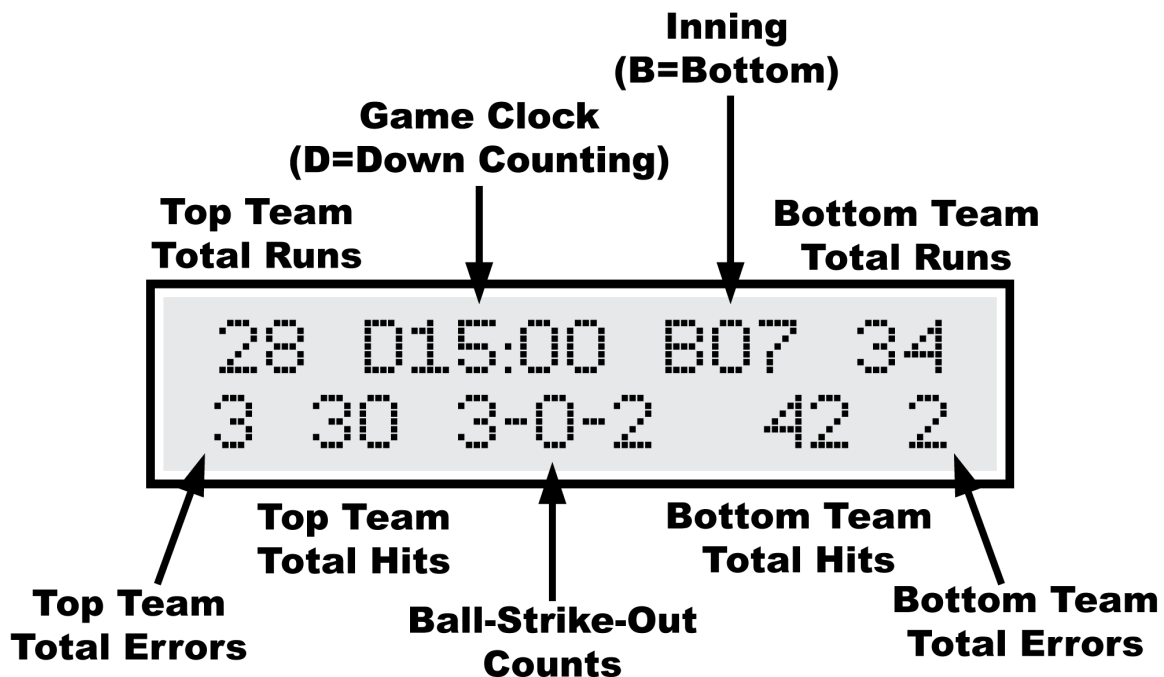 Inning
(B=Bottom)
Game Clock
(D=Down Counting)
Top Team
Total Runs
Bottom Team
Total Runs
28 D15:00 B07 34
3 30 3-0-2 42 2
Top Team
Total Hits
Bottom Team
Total Hits
Top Team
Total Errors
Ball-Strike-Out
Counts
Bottom Team
Total Errors